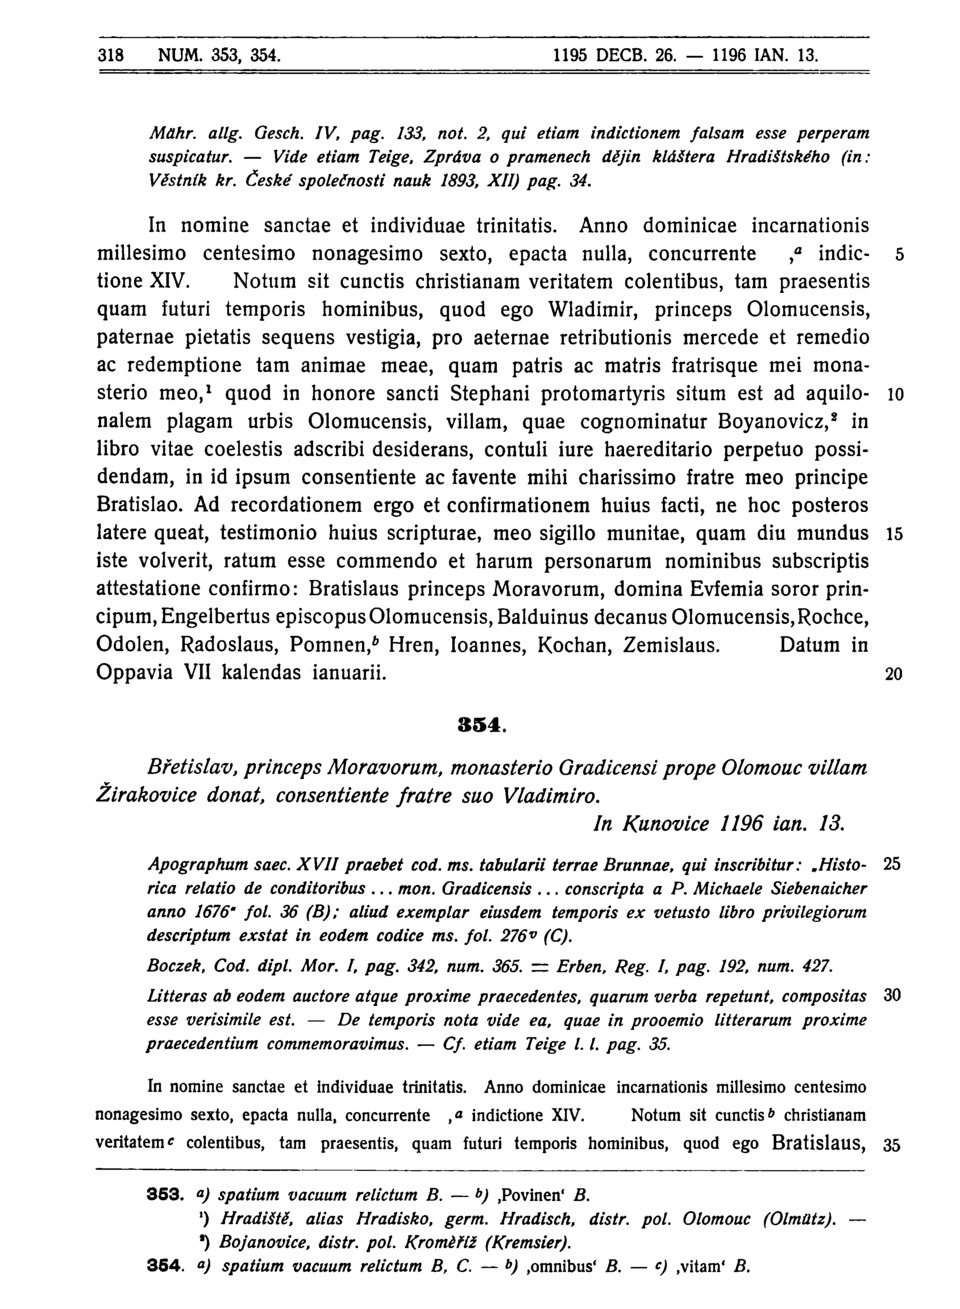 318 NUM. 353, 354. 1195 DECB. 26. — 1196 IAN. 13.
Mähr. allg. Gesch. IV, pag. 133, not. 2, qui etiam indictionem falsam esse perperam
suspicatur. — Vide etiam Teige, Zpráva o pramenech dějin kláštera Hradištského (in:
Věstník kr. České společnosti nauk 1893, XII) pag. 34.
In nomine sanctae et individuae trinitatis. Anno dominicae incarnationis
millesimo centesimo nonagesimo sexto, epacta nulla, concurrente ,a indic- 5
tione XIV. Notum sit cunctis christianam veritatem colentibus, tam praesentis
quam futuri temporis hominibus, quod ego Wladimir, princeps Olomucensis,
paternae pietatis sequens vestigia, pro aeternae retributionis mercede et remedio
ac redemptione tam animae meae, quam patris ac matris fratrisque mei mona-
sterio meo,¹ quod in honore sancti Stephani protomartyris situm est ad aquilo- 10
nalem plagam urbis Olomucensis, villam, quae cognominatur Boyanovicz,² in
libro vitae coelestis adscribi desiderans, contuli iure haereditario perpetuo possi-
dendam, in id ipsum consentiente ac favente mihi charissimo fratre meo principe
Bratislao. Ad recordationem ergo et confirmationem huius facti, ne hoc posteros
latere queat, testimonio huius scripturae, meo sigillo munitae, quam diu mundus 15
iste volverit, ratum esse commendo et harum personarum nominibus subscriptis
attestatione confirmo: Bratislaus princeps Moravorum, domina Evfemia soror prin-
cipum, Engelbertus episcopus Olomucensis, Balduinus decanus Olomucensis, Rochce,
Odolen, Radoslaus, Pomnen,b Hren, Ioannes, Kochan, Zemislaus. Datum in
Oppavia VII kalendas ianuarii. 20
354.
Břetislav, princeps Moravorum, monasterio Gradicensi prope Olomouc villam
Žirakovice donat, consentiente fratre suo Vladimiro.
In Kunovice 1196 ian. 13.
Apographum saec. XVII praebet cod. ms. tabularii terrae Brunnae, qui inscribitur: „Histo- 25
rica relatio de conditoribus ... mon. Gradicensis ... conscripta a P. Michaele Siebenaicher
anno 1676“ fol. 36 (B); aliud exemplar eiusdem temporis ex vetusto libro privilegiorum
descriptum exstat in eodem codice ms. fol. 276v (C).
Boczek, Cod. dipl. Mor. I, pag. 342, num. 365. = Erben, Reg. I, pag. 192, num. 427.
Litteras ab eodem auctore atque proxime praecedentes, quarum verba repetunt, compositas 30
esse verisimile est. — De temporis nota vide ea, quae in prooemio litterarum proxime
praecedentium commemoravimus. — Cf. etiam Teige l. l. pag. 35.
In nomine sanctae et individuae trinitatis. Anno dominicae incarnationis millesimo centesimo
nonagesimo sexto, epacta nulla, concurrente ,a indictione XIV. Notum sit cunctis b christianam
veritatem c colentibus, tam praesentis, quam futuri temporis hominibus, quod ego Bratislaus, 35
353. a) spatium vacuum relictum B. — b) ‚Povinen‘ B.
¹) Hradiště, alias Hradisko, germ. Hradisch, distr. pol. Olomouc (Olmütz). —
²) Bojanovice, distr. pol. Kroměříž (Kremsier).
354. a) spatium vacuum relictum B, C. — b) ‚omnibus‘ B. — c) ‚vitam‘ B.